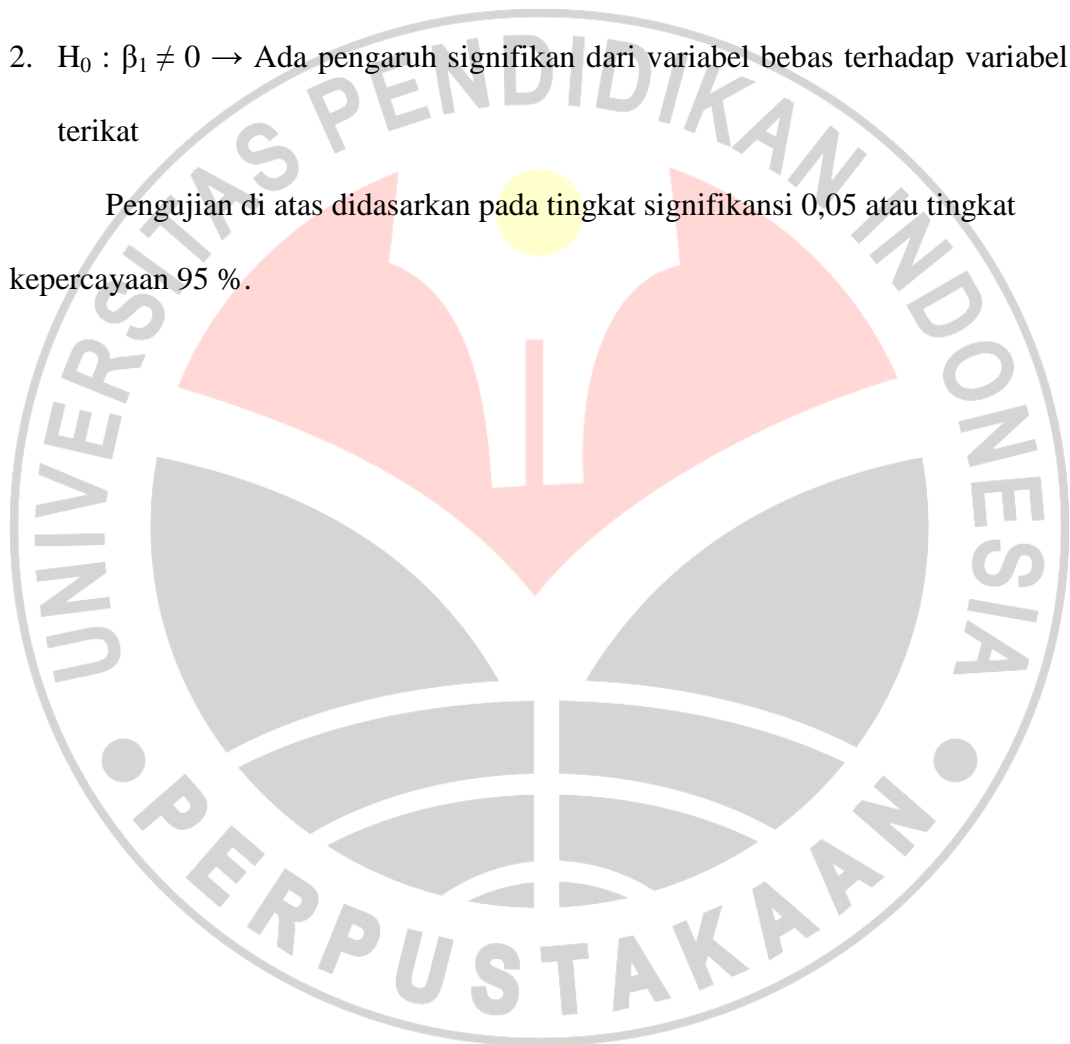 2. H₀ : β₁ ≠ 0 → Ada pengaruh signifikan dari variabel bebas terhadap variabel
terikat
Pengujian di atas didasarkan pada tingkat signifikansi 0,05 atau tingkat
kepercayaan 95 %.
UNIVERSITAS PENDIDIKAN INDONESIA
PERPUSTAKAAN